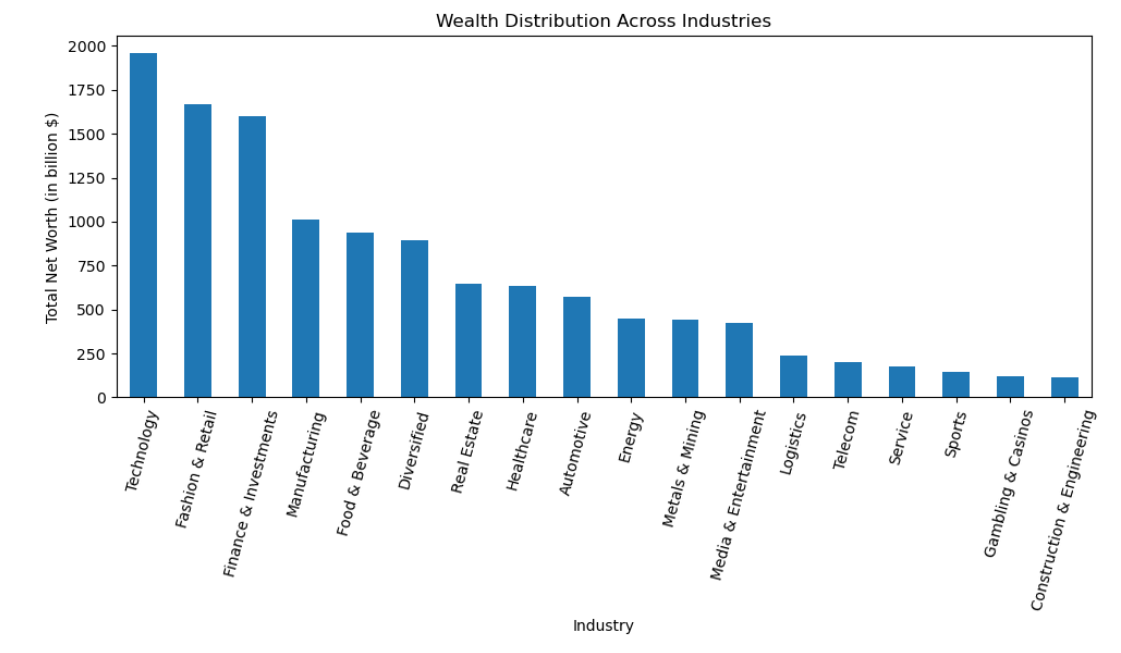 Wealth Distribution Across Industries
Total Net Worth (in billion $)
2000
1750
1500
1250
1000
750
500
250
0
Technology
Fashion & Retail
Finance & Investments
Manufacturing
Food & Beverage
Diversified
Real Estate
Healthcare
Automotive
Energy
Metals & Mining
Media & Entertainment
Logistics
Telecom
Service
Sports
Gambling & Casinos
Construction & Engineering
Industry